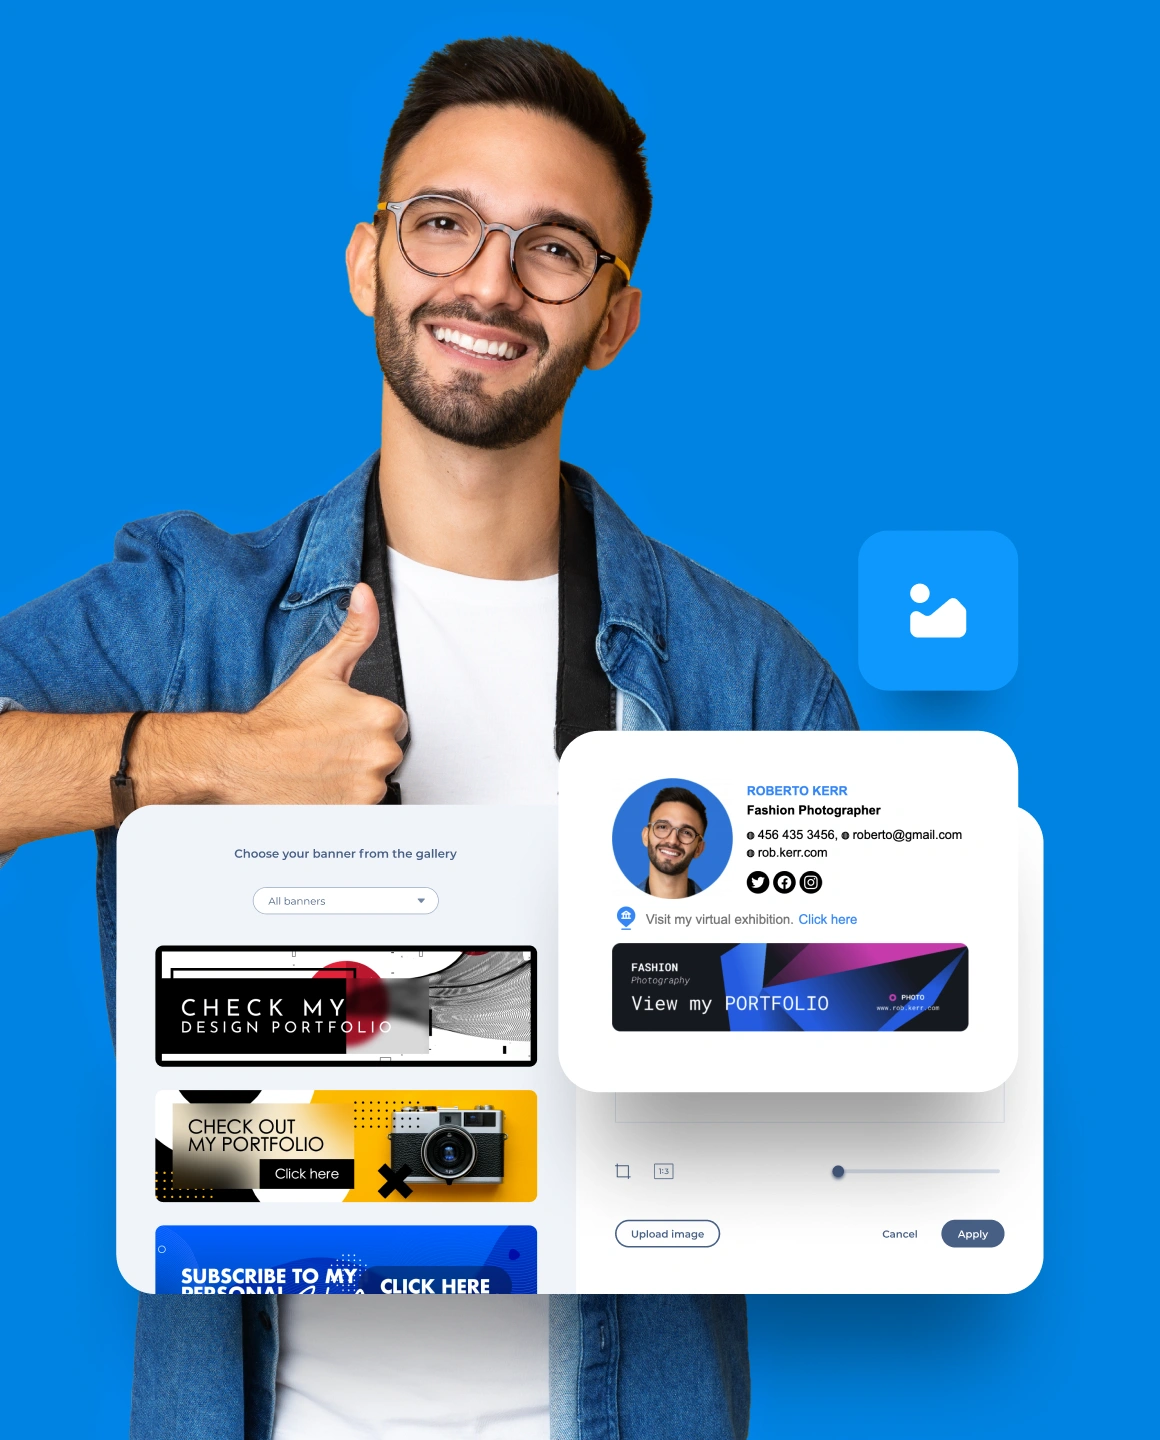 ROBERTO KERR
Fashion Photographer
456 435 3456, roberto@gmail.com
rob.kerr.com
Visit my virtual exhibition. Click here
FASHION
Photography
View my PORTFOLIO
PHOTO
www.rob.kerr.com
Choose your banner from the gallery
All banners
CHECK MY
DESIGN PORTFOLIO
CHECK OUT
MY PORTFOLIO
Click here
SUBSCRIBE TO MY
PERSONAL
CLICK HERE
1:3
Upload image
Cancel
Apply